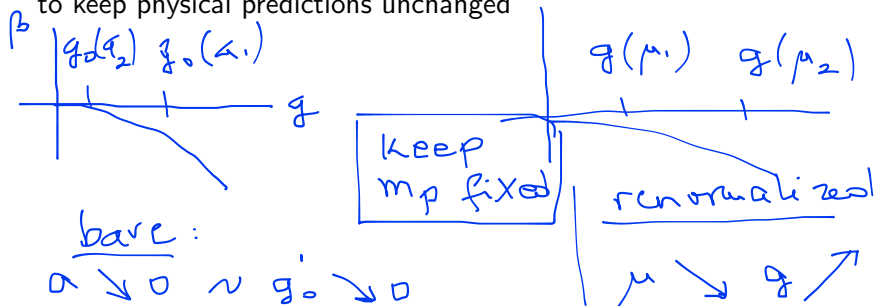 to keep physical predictions unchanged
β
g₀(a₂) g₀(a₁)
g
g(μ₁) g(μ₂)
keep
mₚ fixed
bare:
a ↘ 0 ~ g₀ ↘ 0
renormalized
μ ↘ g ↗